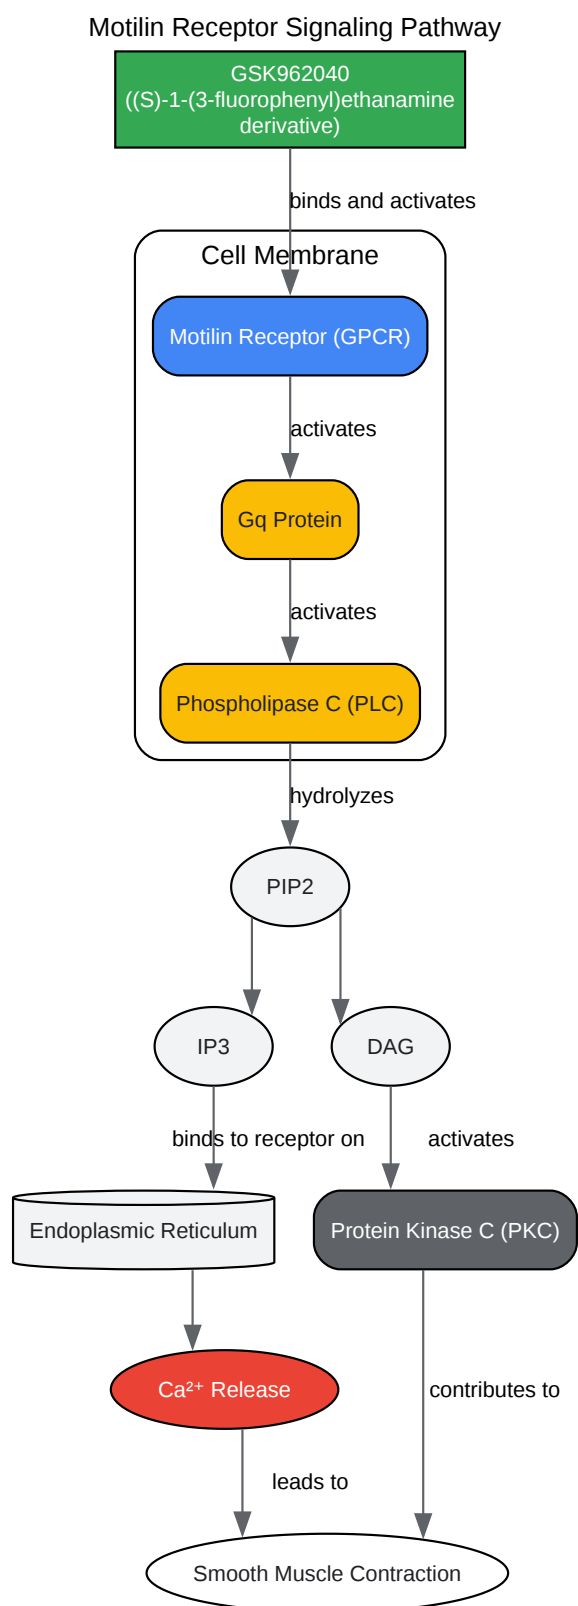 Motilin Receptor Signaling Pathway
GSK962040
((S)-1-(3-fluorophenyl)ethanamine
derivative)
binds and activates
Cell Membrane
Motilin Receptor (GPCR)
activates
Gq Protein
activates
Phospholipase C (PLC)
hydrolyzes
PIP2
IP3
DAG
binds to receptor on
activates
Endoplasmic Reticulum
Protein Kinase C (PKC)
Ca²⁺ Release
contributes to
leads to
Smooth Muscle Contraction